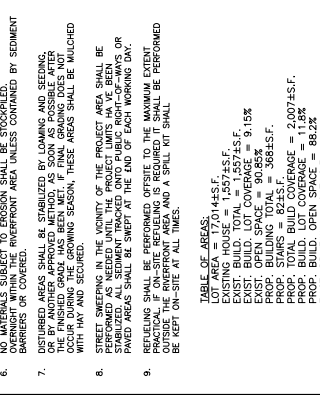 6. NO MATERIALS SUBJECT TO EROSION SHALL BE STOCKPILED
OVERNIGHT WITHIN THE RIVERFRONT AREA UNLESS CONTAINED BY SEDIMENT
BARRIERS OR COVERED.
7. DISTURBED AREAS SHALL BE STABILIZED BY LOAMING AND SEEDING,
OR BY ANOTHER APPROVED METHOD, AS SOON AS POSSIBLE AFTER
THE FINISHED GRADE HAS BEEN MET. IF FINAL GRADING DOES NOT
OCCUR DURING THE GROWING SEASON, THESE AREAS SHALL BE MULCHED
WITH HAY AND SECURED.
8. STREET SWEEPING IN THE VICINITY OF THE PROJECT AREA SHALL BE
PERFORMED AS NEEDED UNTIL THE PROJECT LIMITS HAVE BEEN
STABILIZED. ALL SEDIMENT TRACKED ONTO PUBLIC RIGHT-OF-WAYS OR
PAVED AREAS SHALL BE SWEPT AT THE END OF EACH WORKING DAY.
9. REFUELING SHALL BE PERFORMED OFFSITE TO THE MAXIMUM EXTENT
PRACTICAL. IF ON-SITE REFUELING IS REQUIRED IT SHALL BE PERFORMED
OUTSIDE THE RIVERFRONT AREA AND A SPILL KIT SHALL
BE KEPT ON-SITE AT ALL TIMES.
TABLE OF AREAS:
LOT AREA = 17,014±S.F.
EXISTING HOUSE = 1,557±S.F.
EXIST. BUILDING TOTAL = 1,557±S.F.
EXIST. BUILD. LOT COVERAGE = 9.15%
EXIST. OPEN SPACE = 90.85%
PROP. BUILDING TOTAL = 368±S.F.
PROP. STAIRS = 82±S.F.
PROP. TOTAL BUILD COVERAGE = 2,007±S.F.
PROP. BUILD. LOT COVERAGE = 11.8%
PROP. BUILD. OPEN SPACE = 88.2%